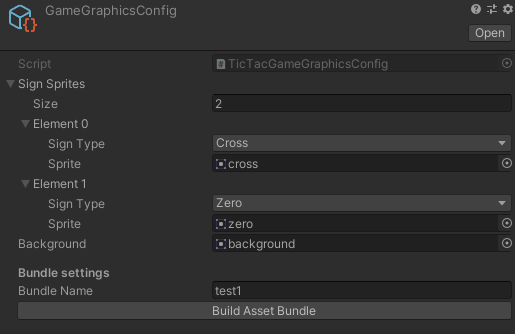 GameGraphicsConfig
Open
Script TicTacGameGraphicsConfig
Sign Sprites
Size 2
Element 0
Sign Type Cross
Sprite cross
Element 1
Sign Type Zero
Sprite zero
Background background
Bundle settings
Bundle Name test1
Build Asset Bundle